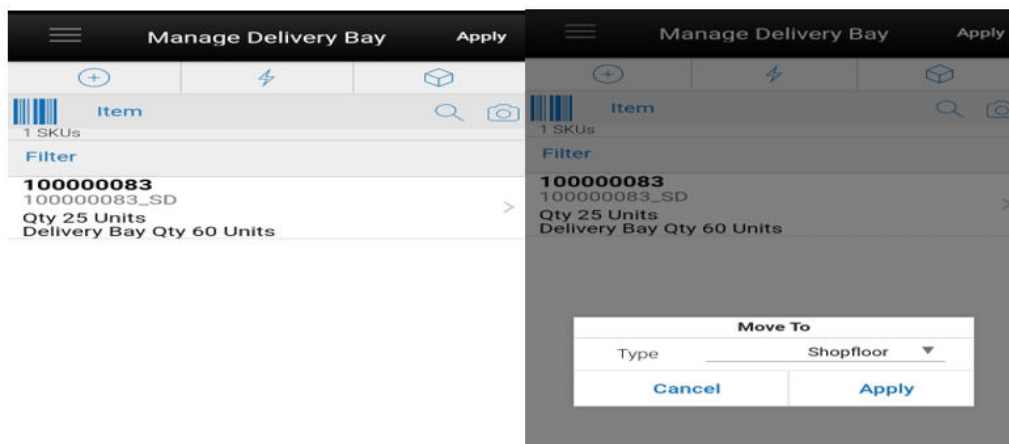 Manage Delivery Bay Apply
Item
1 SKUs
Filter
100000083
100000083_SD
Qty 25 Units
Delivery Bay Qty 60 Units
Manage Delivery Bay Apply
Item
1 SKUs
Filter
100000083
100000083_SD
Qty 25 Units
Delivery Bay Qty 60 Units
Move To
Type Shopfloor
Cancel Apply